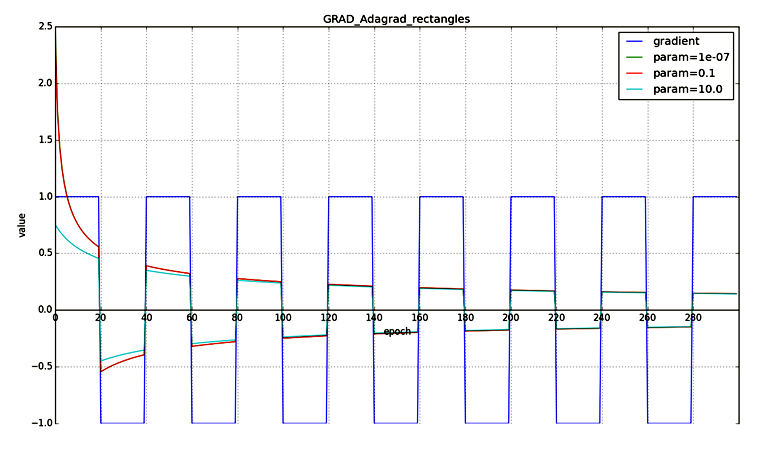 GRAD_Adagrad_rectangles
2.5
2.0
1.5
1.0
0.5
0.0
−0.5
−1.0
value
gradient
param=1e-07
param=0.1
param=10.0
0 20 40 60 80 100 120 140 160 180 200 220 240 260 280
epoch